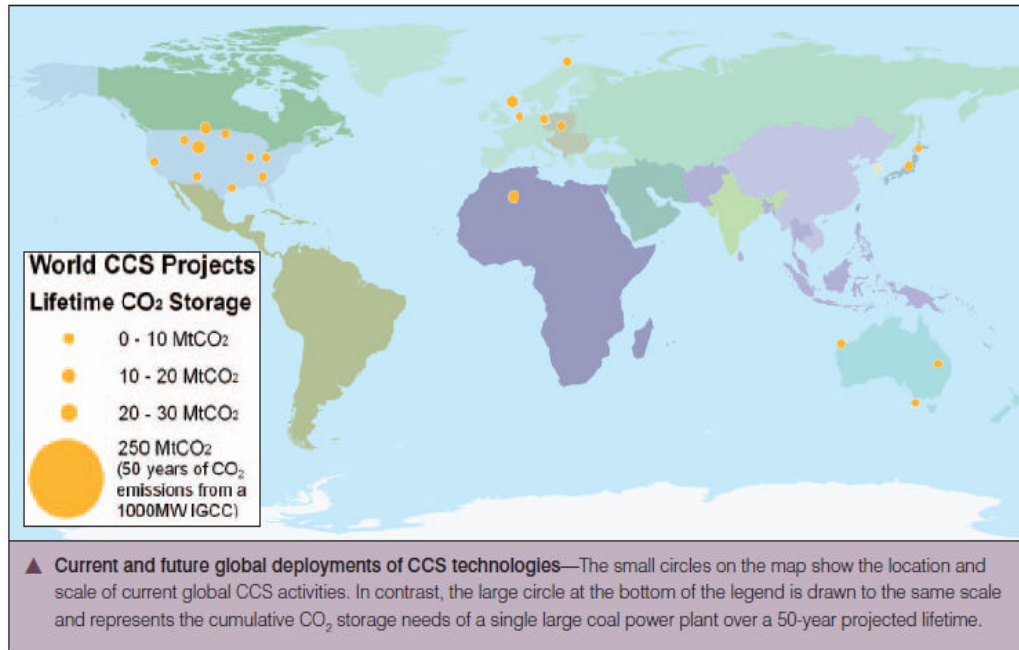 World CCS Projects
Lifetime CO₂ Storage
0 - 10 MtCO₂
10 - 20 MtCO₂
20 - 30 MtCO₂
250 MtCO₂
(50 years of CO₂
emissions from a
1000MW IGCC)
▲ Current and future global deployments of CCS technologies—The small circles on the map show the location and
scale of current global CCS activities. In contrast, the large circle at the bottom of the legend is drawn to the same scale
and represents the cumulative CO₂ storage needs of a single large coal power plant over a 50-year projected lifetime.